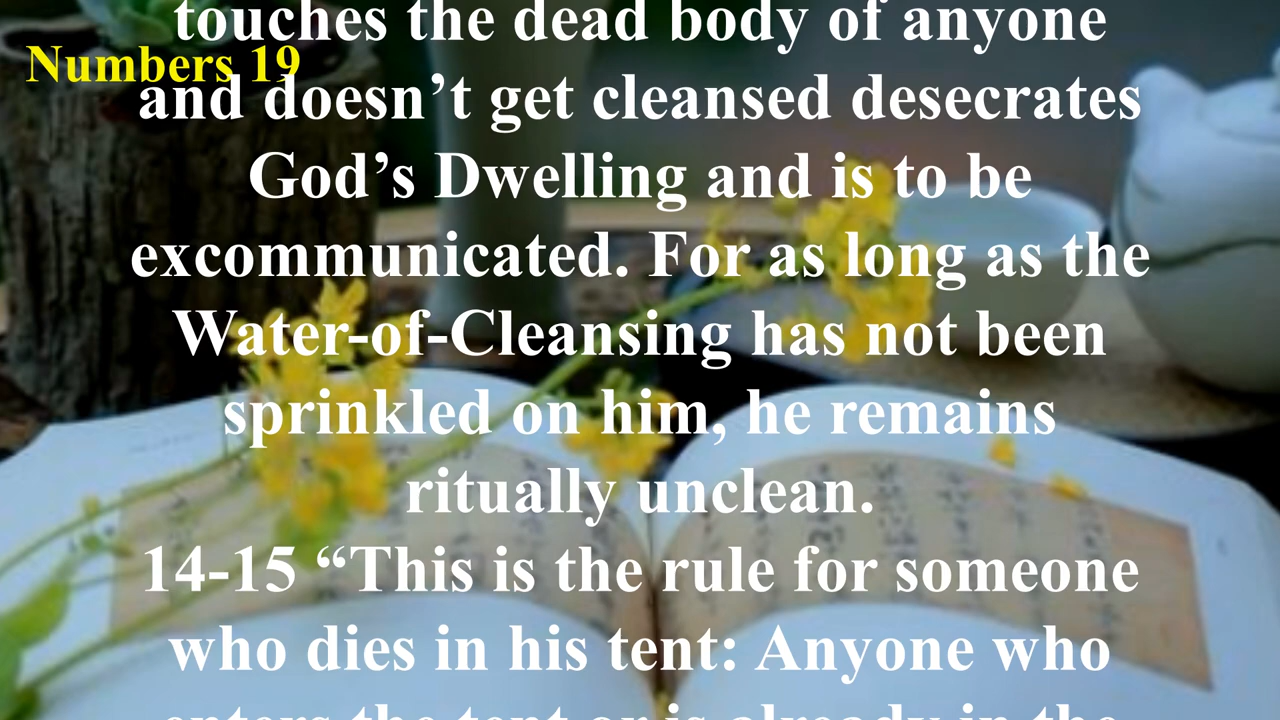 touches the dead body of anyone
Numbers 19
and doesn’t get cleansed desecrates
God’s Dwelling and is to be
excommunicated. For as long as the
Water-of-Cleansing has not been
sprinkled on him, he remains
ritually unclean.
14-15 “This is the rule for someone
who dies in his tent: Anyone who
enters the tent or is already in the